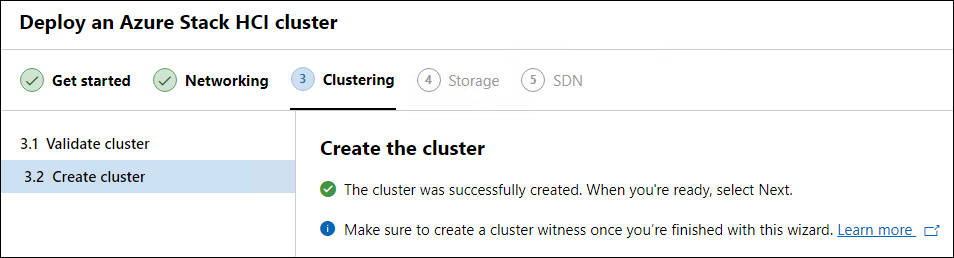 Deploy an Azure Stack HCI cluster
Get started
Networking
3 Clustering
4 Storage
5 SDN
3.1 Validate cluster
3.2 Create cluster
Create the cluster
The cluster was successfully created. When you're ready, select Next.
Make sure to create a cluster witness once you’re finished with this wizard. Learn more